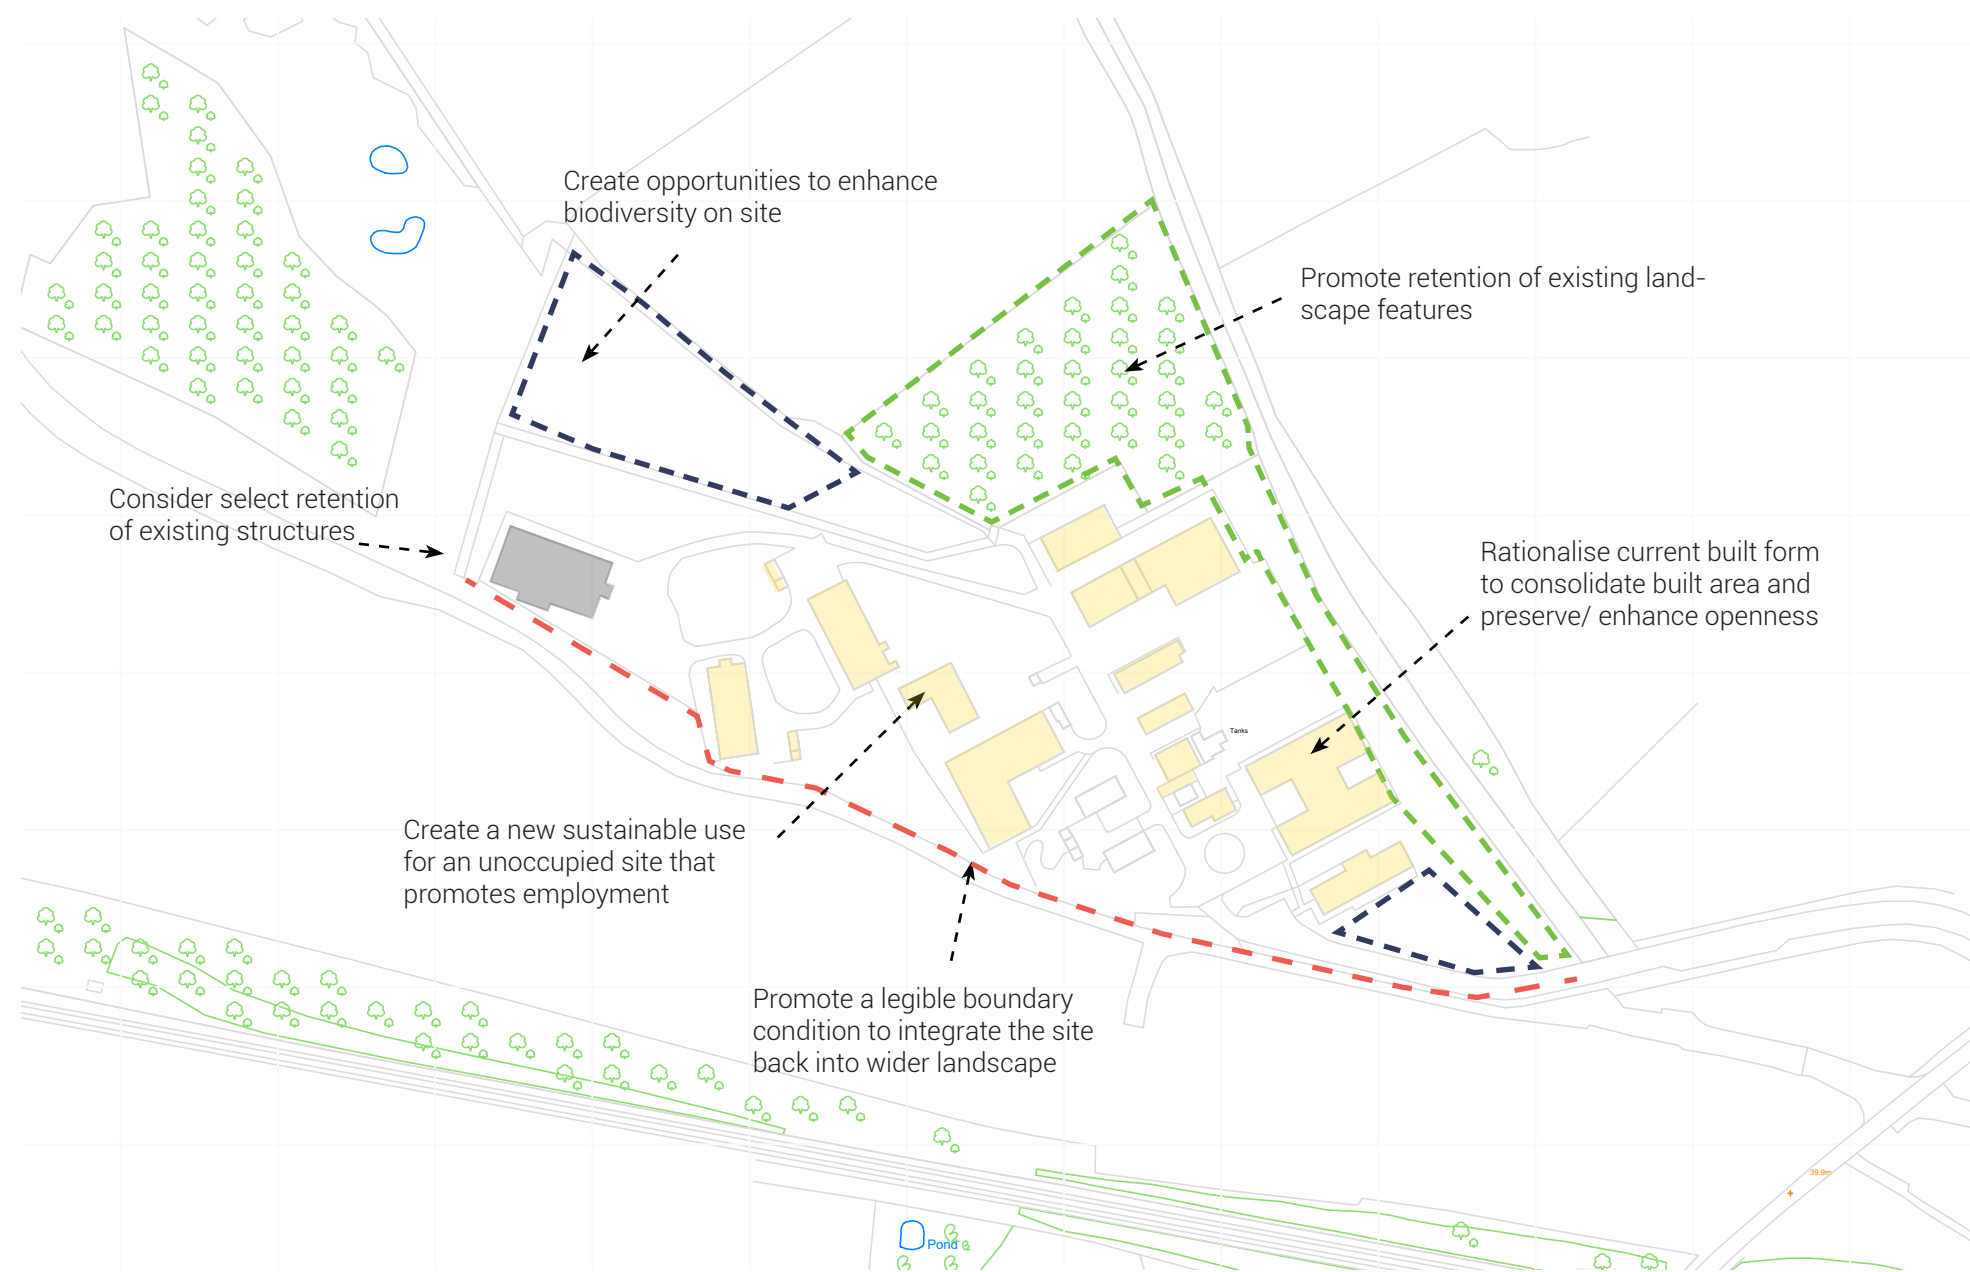 Create opportunities to enhance
biodiversity on site
Promote retention of existing land-
scape features
Consider select retention
of existing structures
Rationalise current built form
to consolidate built area and
preserve/ enhance openness
Tanks
Create a new sustainable use
for an unoccupied site that
promotes employment
Promote a legible boundary
condition to integrate the site
back into wider landscape
39.9m
Pond